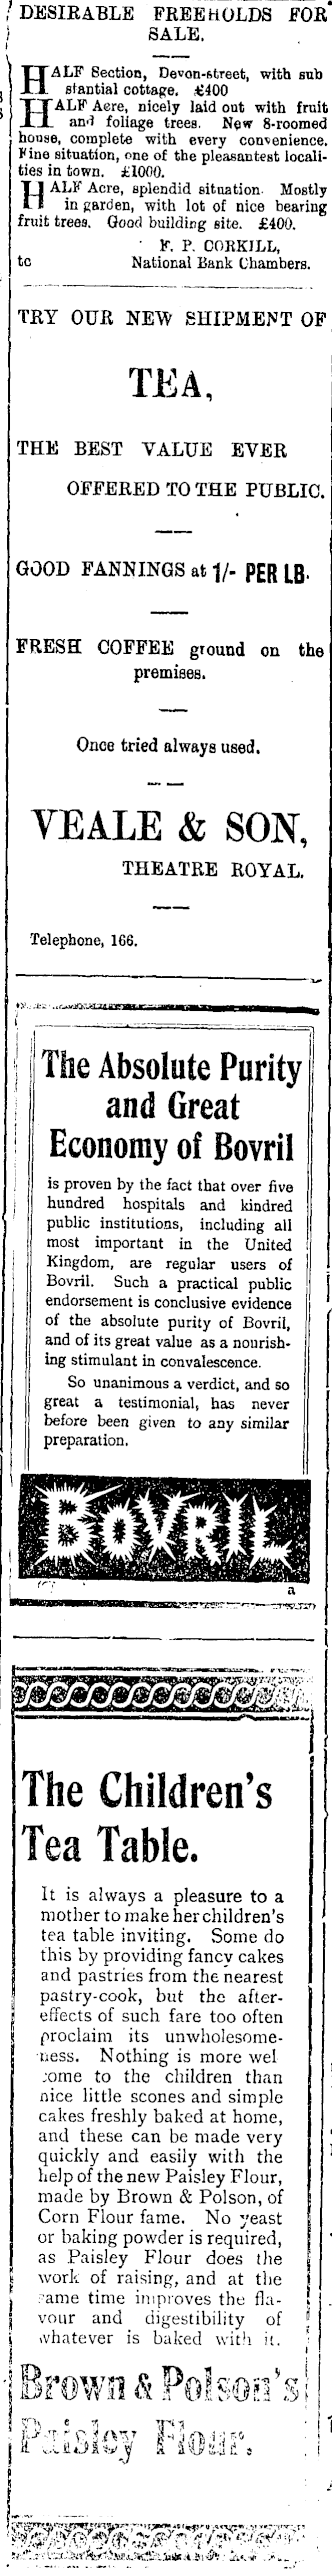 DESIRABLE FREEHOLDS FOR
SALE.
HALF Section, Devon-street, with sub
stantial cottage. £400
HALF Acre, nicely laid out with fruit
and foliage trees. New 8-roomed
house, complete with every convenience.
Fine situation, one of the pleasantest locali-
ties in town. £1000.
HALF Acre, splendid situation. Mostly
in garden, with lot of nice bearing
fruit trees. Good building site. £400.
F. P. CORKILL,
tc National Bank Chambers.
TRY OUR NEW SHIPMENT OF
TEA,
THE BEST VALUE EVER
OFFERED TO THE PUBLIC.
GOOD FANNINGS at 1/- PER LB.
FRESH COFFEE ground on the
premises.
Once tried always used.
VEALE & SON,
THEATRE ROYAL.
Telephone, 166.
The Absolute Purity
and Great
Economy of Bovril
is proven by the fact that over five
hundred hospitals and kindred
public institutions, including all
most important in the United
Kingdom, are regular users of
Bovril. Such a practical public
endorsement is conclusive evidence
of the absolute purity of Bovril,
and of its great value as a nourish-
ing stimulant in convalescence.
So unanimous a verdict, and so
great a testimonial, has never
before been given to any similar
preparation.
BOVRIL
a
The Children's
Tea Table.
It is always a pleasure to a
mother to make her children's
tea table inviting. Some do
this by providing fancy cakes
and pastries from the nearest
pastry-cook, but the after-
effects of such fare too often
proclaim its unwholesome-
ness. Nothing is more wel
come to the children than
nice little scones and simple
cakes freshly baked at home,
and these can be made very
quickly and easily with the
help of the new Paisley Flour,
made by Brown & Polson, of
Corn Flour fame. No yeast
or baking powder is required,
as Paisley Flour does the
work of raising, and at the
same time improves the fla-
vour and digestibility of
whatever is baked with it.
Brown & Polson's
Paisley Flour.